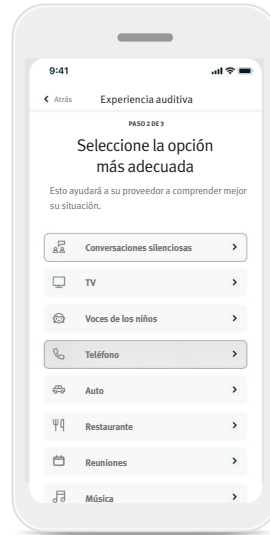 9:41
Atrás Experiencia auditiva
PASO 2 DE 3
Seleccione la opción
más adecuada
Esto ayudará a su proveedor a comprender mejor
su situación.
Conversaciones silenciosas
TV
Voces de los niños
Teléfono
Auto
Restaurante
Reuniones
Música